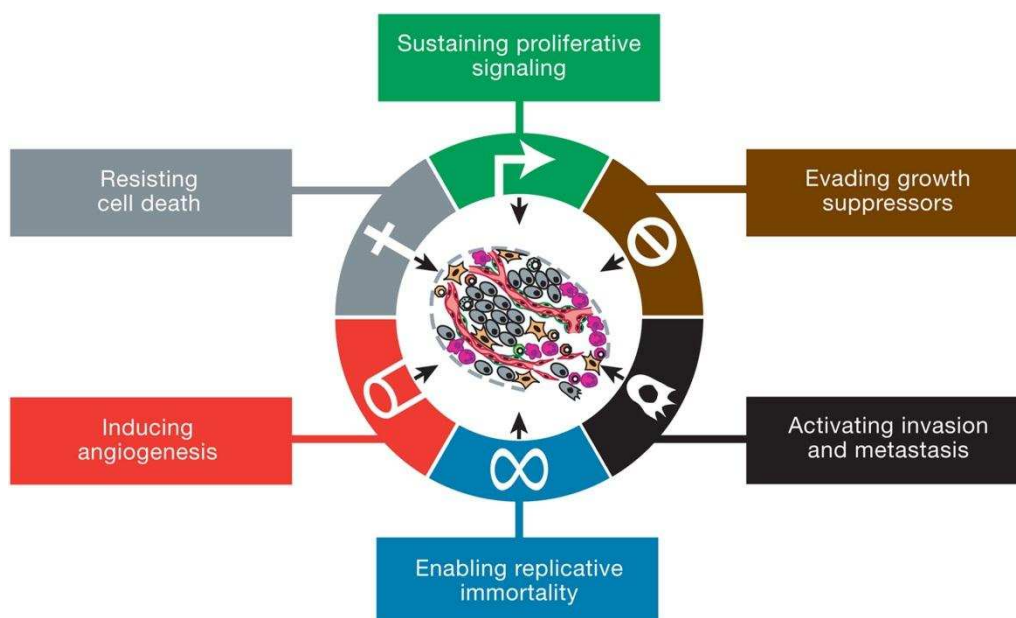 Sustaining proliferative
signaling
Resisting
cell death
Evading growth
suppressors
Inducing
angiogenesis
Activating invasion
and metastasis
Enabling replicative
immortality